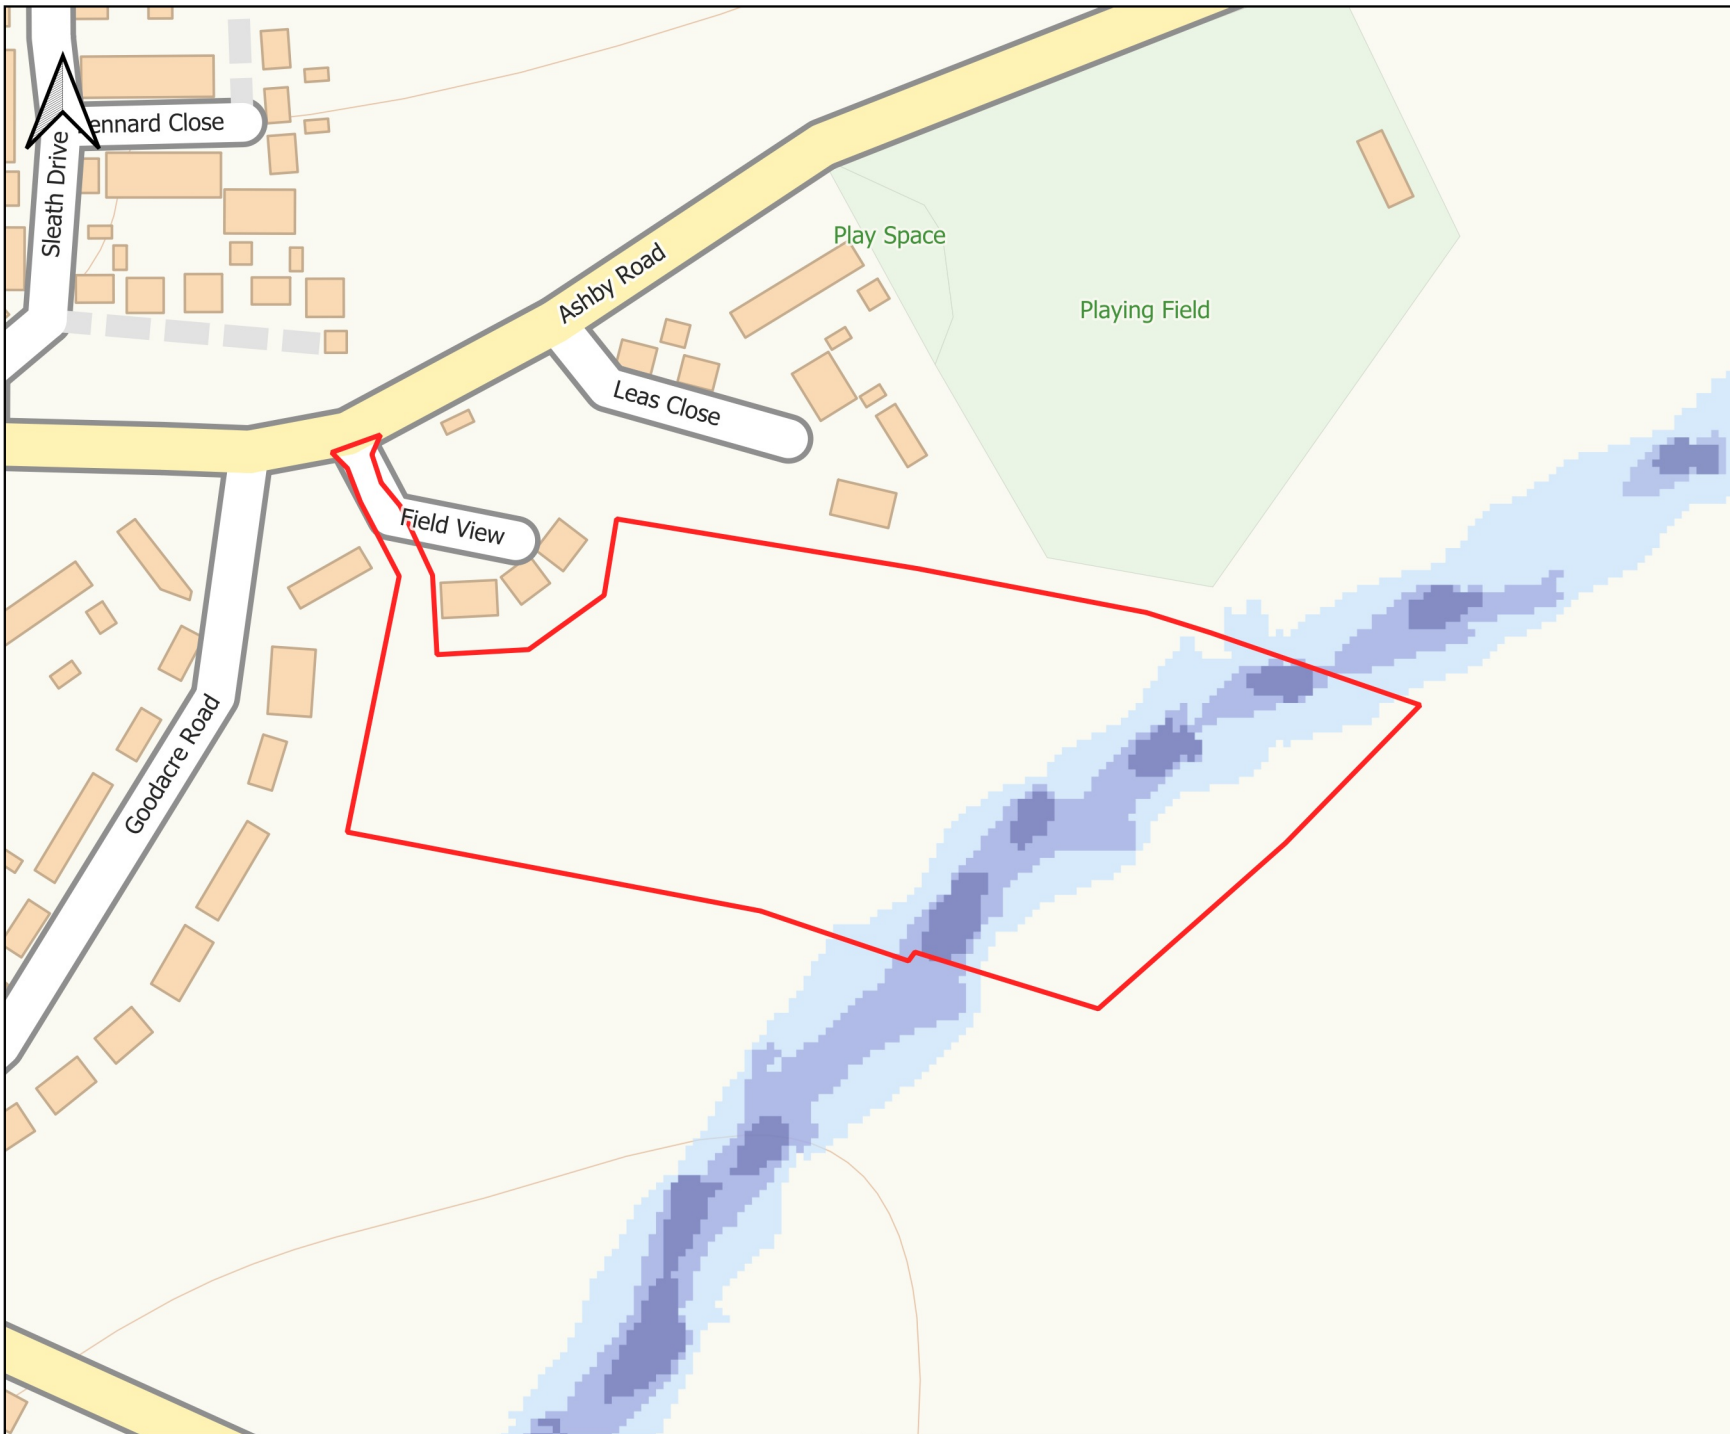 ennard Close
Sleath Drive
Ashby Road
Play Space
Playing Field
Leas Close
Field View
Goodacre Road